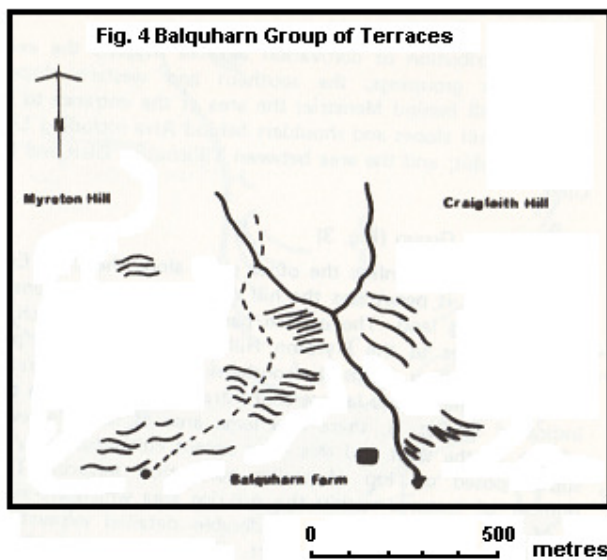 Fig. 4 Balquharn Group of Terraces
N
Myreton Hill
Craigleith Hill
Balquharn Farm
0 500
metres